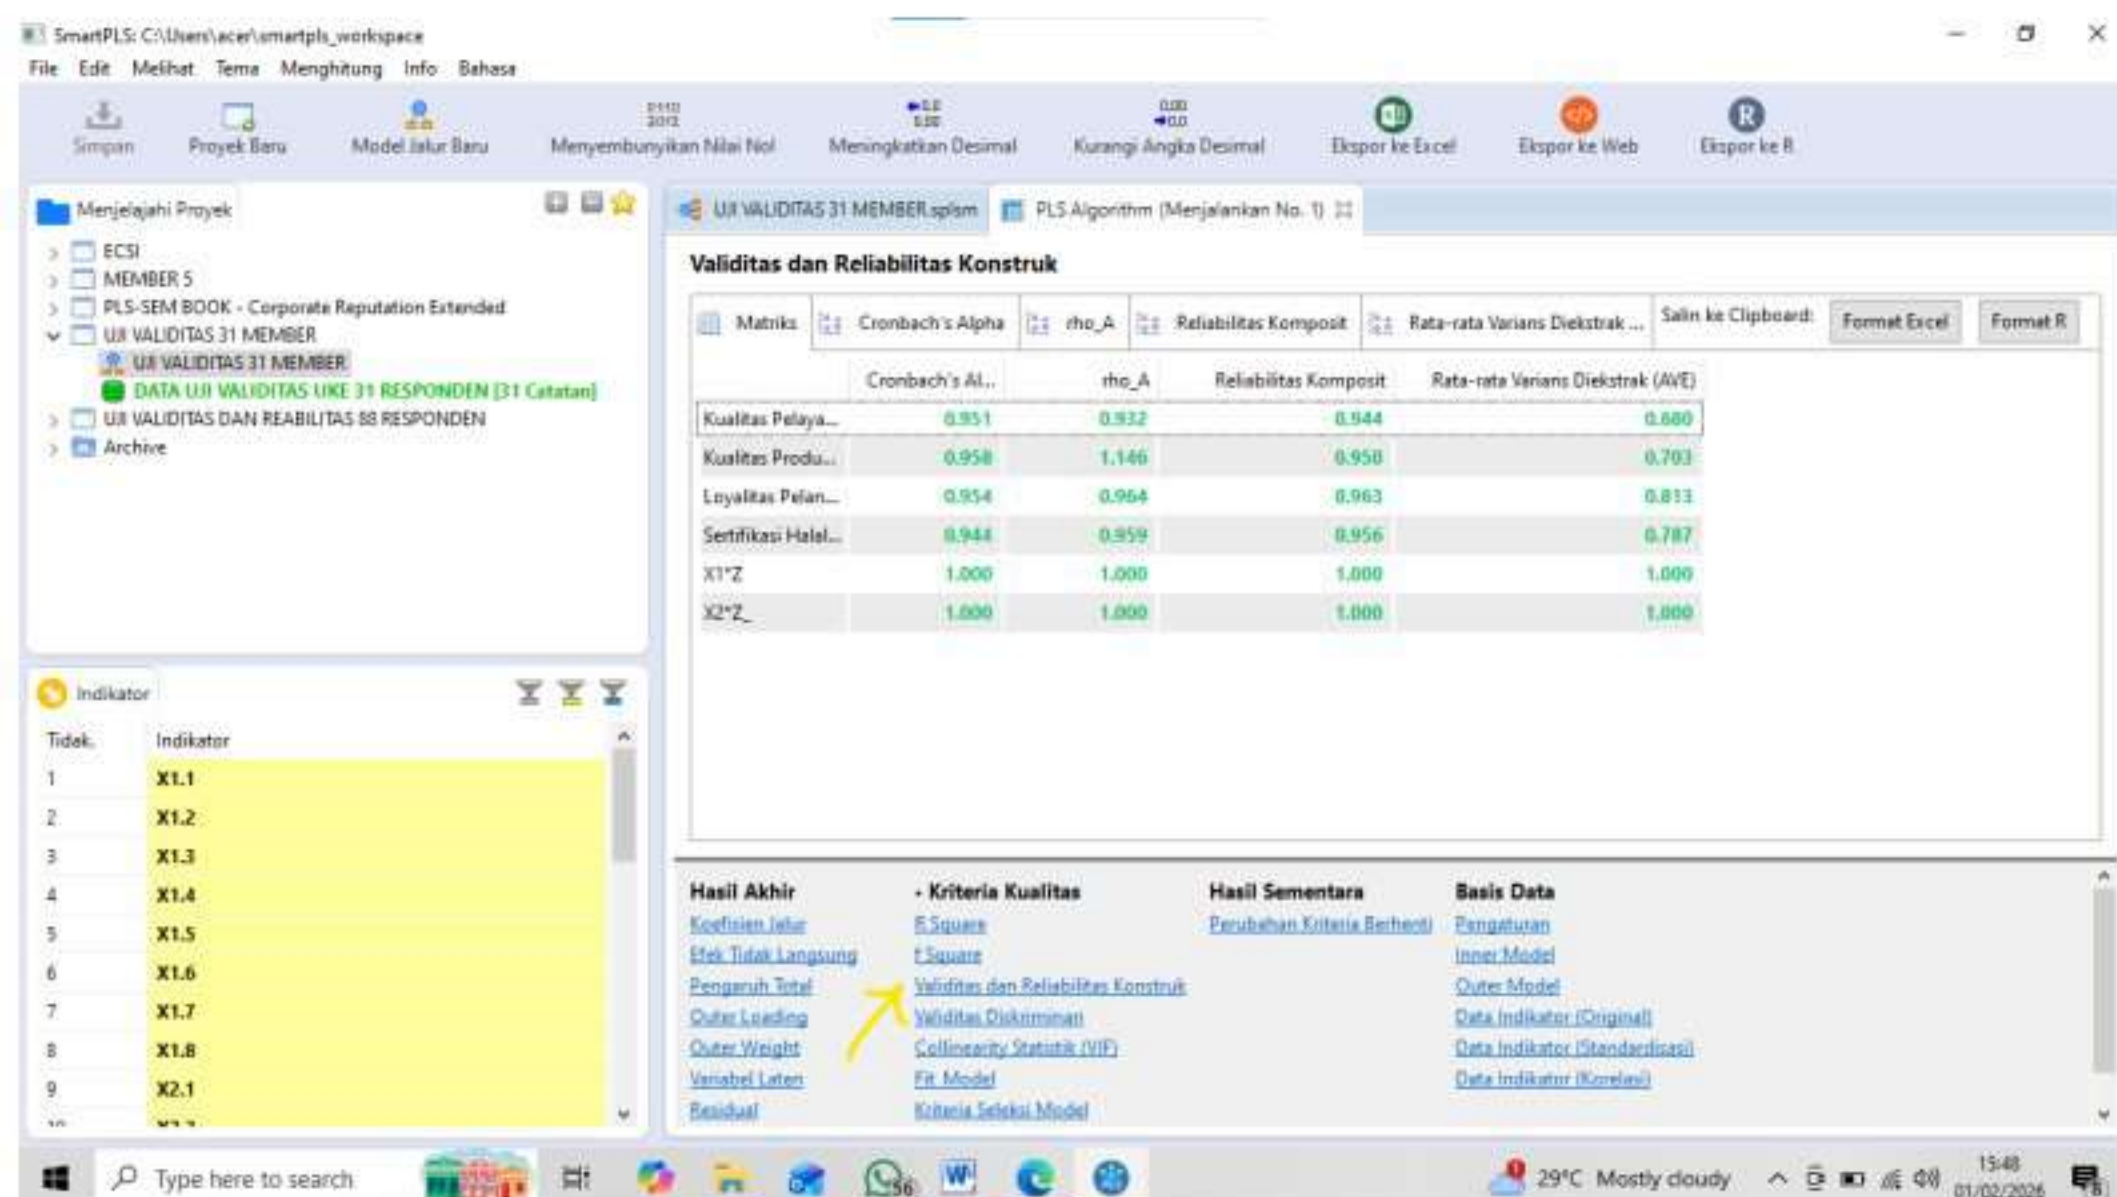 SmartPLS: C:\Users\acer\smartpls_workspace
File Edit Melihat Tema Menghitung Info Bahasa
Simpan Proyek Baru Model Jalur Baru Menyembunyikan Nilai Nol Meningkatkan Desimal Kurangi Angka Desimal Ekspor ke Excel Ekspor ke Web Ekspor ke R
Menjelajahi Proyek
ECSI
MEMBER 5
PLS-SEM BOOK - Corporate Reputation Extended
UJI VALIDITAS 31 MEMBER
UJI VALIDITAS 31 MEMBER
DATA UJI VALIDITAS UKE 31 RESPONDEN [31 Catatan]
UJI VALIDITAS DAN REABILITAS 88 RESPONDEN
Archive
Indikator
Tidak. Indikator
1 X1.1
2 X1.2
3 X1.3
4 X1.4
5 X1.5
6 X1.6
7 X1.7
8 X1.8
9 X2.1
UJI VALIDITAS 31 MEMBER.splsm PLS Algorithm (Menjalankan No. 1)
Validitas dan Reliabilitas Konstruk
Matriks Cronbach's Alpha rho_A Reliabilitas Komposit Rata-rata Varians Diekstrak ... Salin ke Clipboard: Format Excel Format R
Cronbach's Al... rho_A Reliabilitas Komposit Rata-rata Varians Diekstrak (AVE)
Kualitas Pelaya... 0.951 0.932 0.944 0.680
Kualitas Produ... 0.958 1.146 0.958 0.703
Loyalitas Pelan... 0.954 0.964 0.963 0.813
Sertifikasi Halal... 0.944 0.959 0.956 0.787
X1*Z 1.000 1.000 1.000 1.000
X2*Z_ 1.000 1.000 1.000 1.000
Hasil Akhir
Koefisien Jalur
Efek Tidak Langsung
Pengaruh Total
Outer Loading
Outer Weight
Variabel Laten
Residual
Kriteria Kualitas
R Square
f Square
Validitas dan Reliabilitas Konstruk
Validitas Diskriminan
Collinearity Statistik (VIF)
Fit Model
Kriteria Seleksi Model
Hasil Sementara
Perubahan Kriteria Berhenti
Basis Data
Pengaturan
Inner Model
Outer Model
Data Indikator (Original)
Data Indikator (Standardisasi)
Data Indikator (Korelasi)
Type here to search
56
29°C Mostly cloudy
15:48
01/02/2026